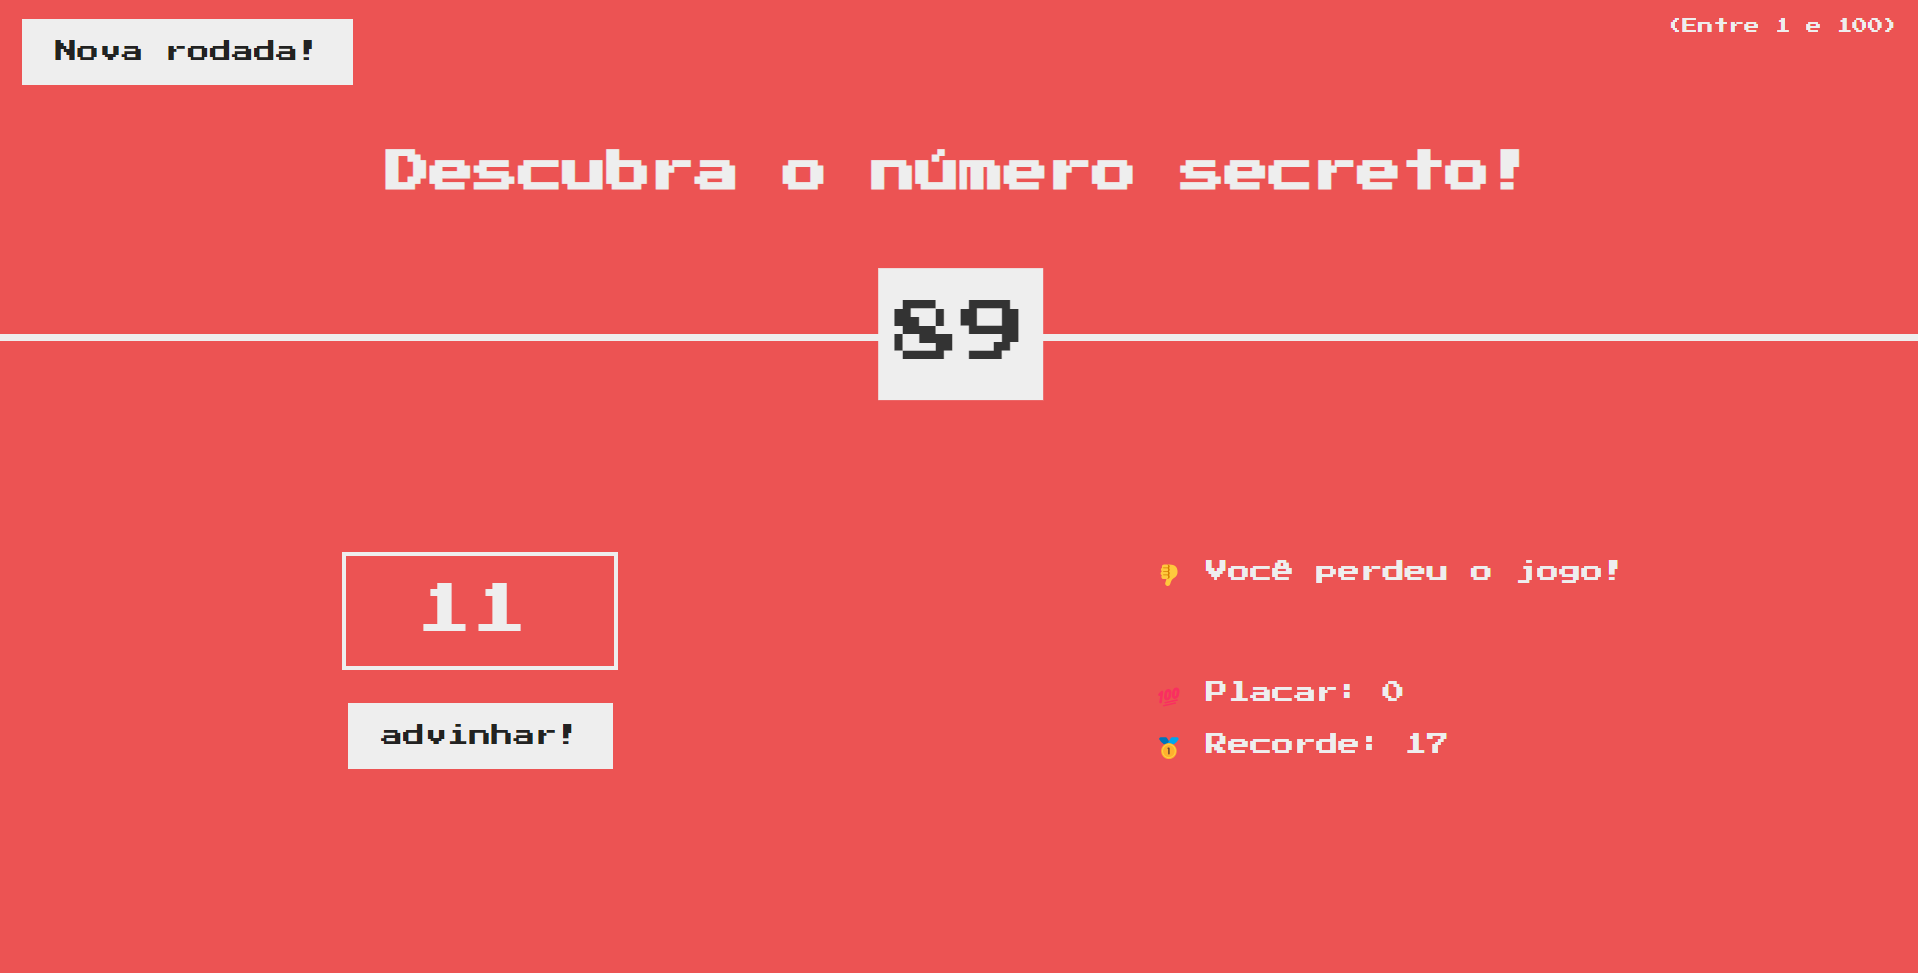 Nova rodada!
(Entre 1 e 100)
Descubra o número secreto!
89
11
advinhar!
👎 Você perdeu o jogo!
💯 Placar: 0
🥇 Recorde: 17